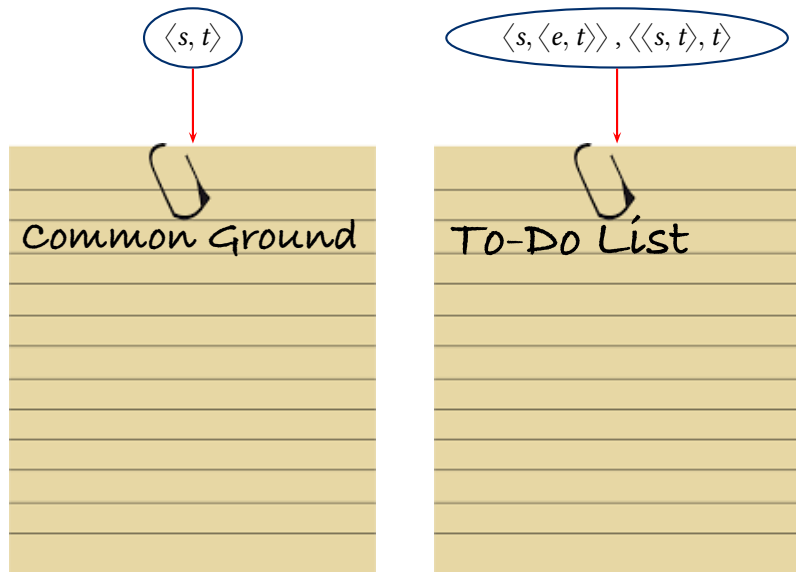 ⟨s, t⟩
⟨s, ⟨e, t⟩⟩ , ⟨⟨s, t⟩, t⟩
Common Ground
To-Do List